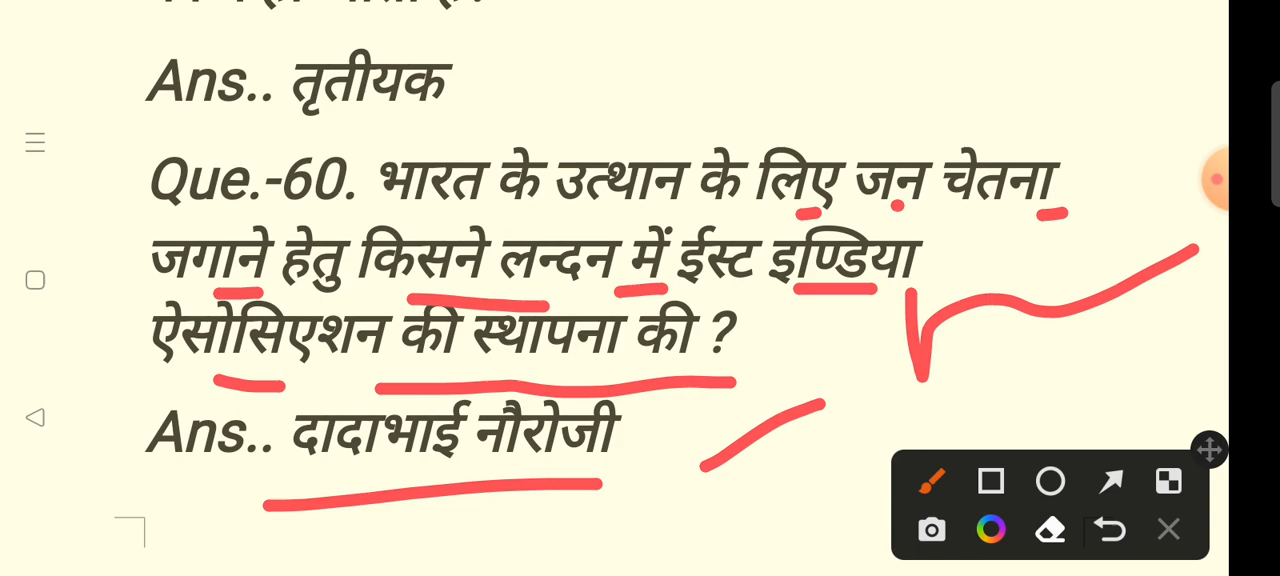 Ans.. तृतीयक
Que.-60. भारत के उत्थान के लिए जन चेतना
जगाने हेतु किसने लन्दन में ईस्ट इण्डिया
ऐसोसिएशन की स्थापना की ?
Ans.. दादाभाई नौरोजी